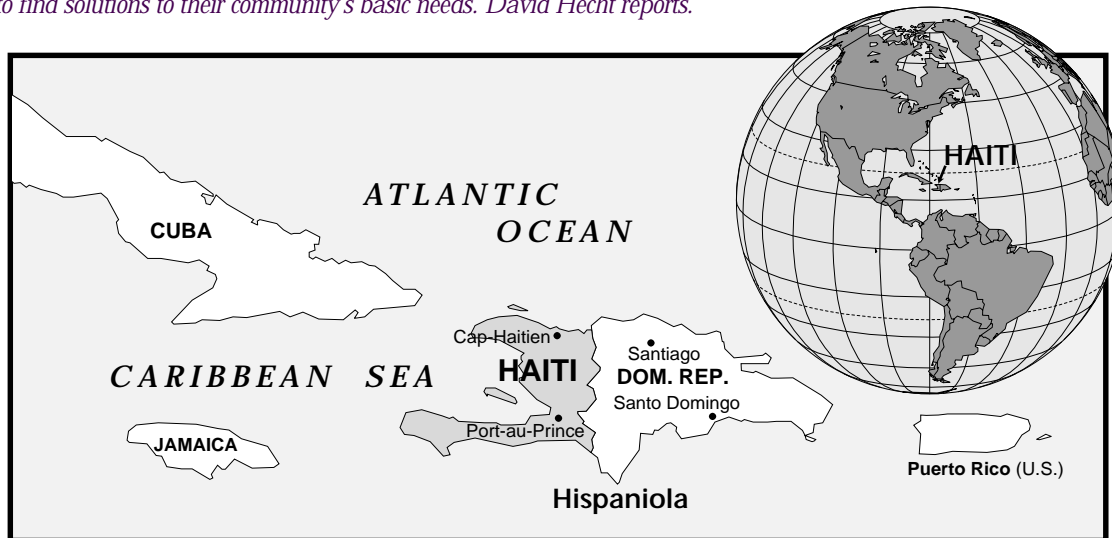 to find solutions to their community's basic needs. David Hecht reports.
HAITI
ATLANTIC
OCEAN
CUBA
Cap-Haitien
HAITI
Santiago
DOM. REP.
Santo Domingo
CARIBBEAN SEA
Port-au-Prince
JAMAICA
Puerto Rico (U.S.)
Hispaniola